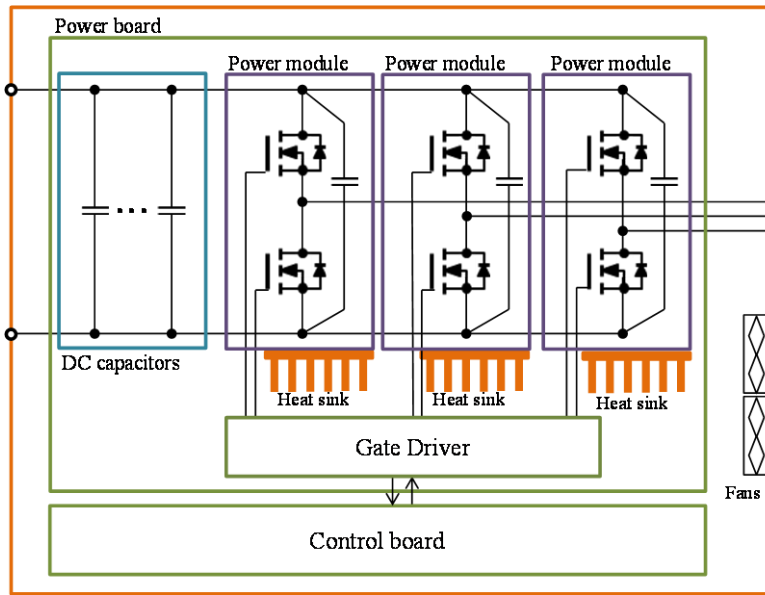 Power board
Power module
Power module
Power module
DC capacitors
Heat sink
Heat sink
Heat sink
Gate Driver
Fans
Control board